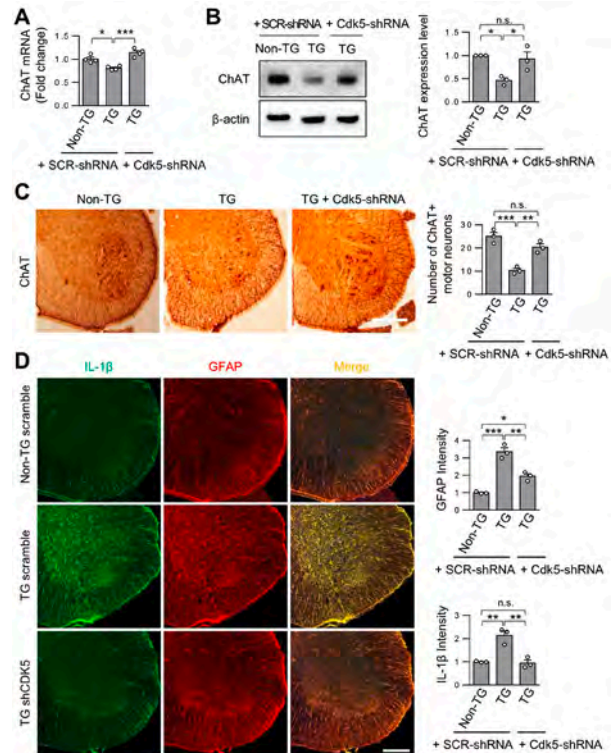 A
ChAT mRNA
(Fold change)
1.5
1.0
0.5
0.0
* ***
Non-TG
TG
TG
+ SCR-shRNA + Cdk5-shRNA
B
+SCR-shRNA + Cdk5-shRNA
Non-TG TG TG
ChAT
β-actin
ChAT expression level
1.5
1.0
0.5
0.0
n.s.
* *
Non-TG
TG
TG
+ SCR-shRNA + Cdk5-shRNA
C
Non-TG TG TG + Cdk5-shRNA
ChAT
Number of ChAT+
motor neurons
30
20
10
0
n.s.
*** **
Non-TG
TG
TG
+ SCR-shRNA + Cdk5-shRNA
D
IL-1β GFAP Merge
Non-TG
scramble
TG
scramble
TG shCDK5
GFAP Intensity
4
3
2
1
0
*
*** **
Non-TG
TG
TG
+ SCR-shRNA + Cdk5-shRNA
IL-1β Intensity
3
2
1
0
n.s.
** **
Non-TG
TG
TG
+ SCR-shRNA + Cdk5-shRNA